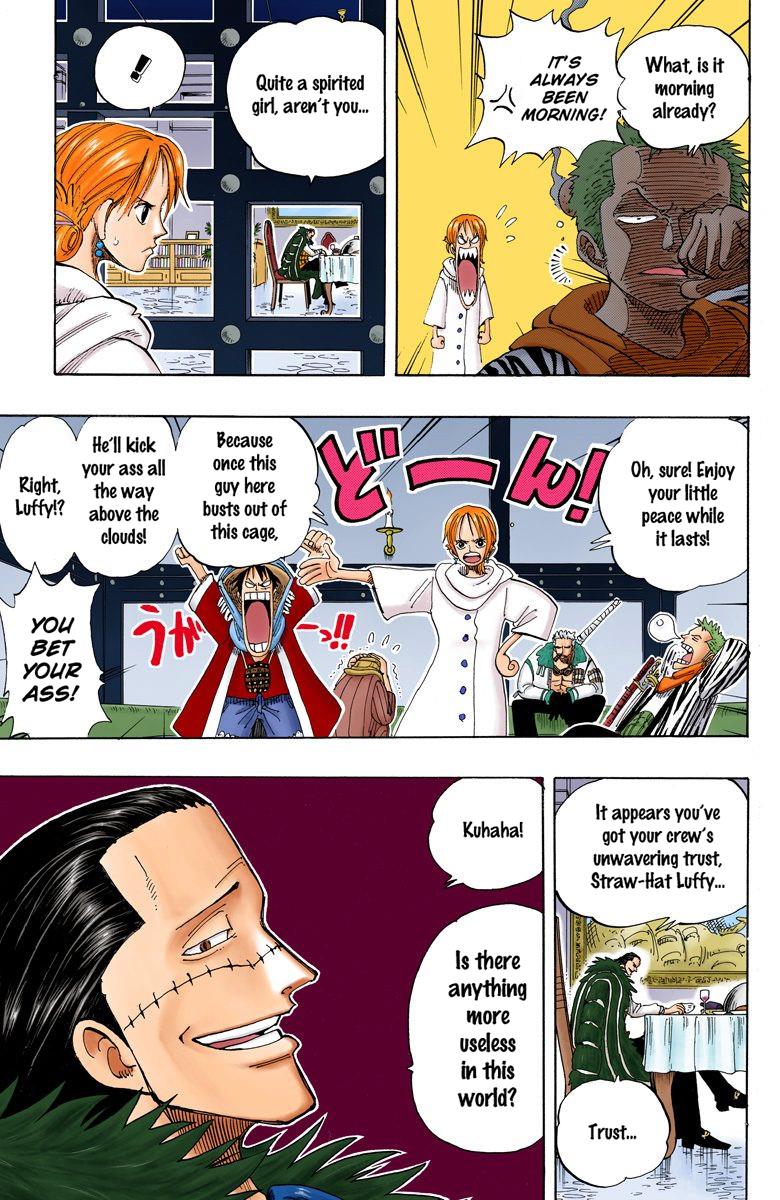 What, is it
morning
already?
IT'S
ALWAYS
BEEN
MORNING!
Quite a spirited
girl, aren't you...
!
Oh, sure! Enjoy
your little
peace while
it lasts!
どーん!
Because
once this
guy here
busts out of
this cage,
He'll kick
your ass all
the way
above the
clouds!
Right,
Luffy!?
うがーっ!!
YOU
BET
YOUR
ASS!
It appears you've
got your crew's
unwavering trust,
Straw-Hat Luffy...
Trust...
Kuhaha!
Is there
anything
more
useless
in this
world?